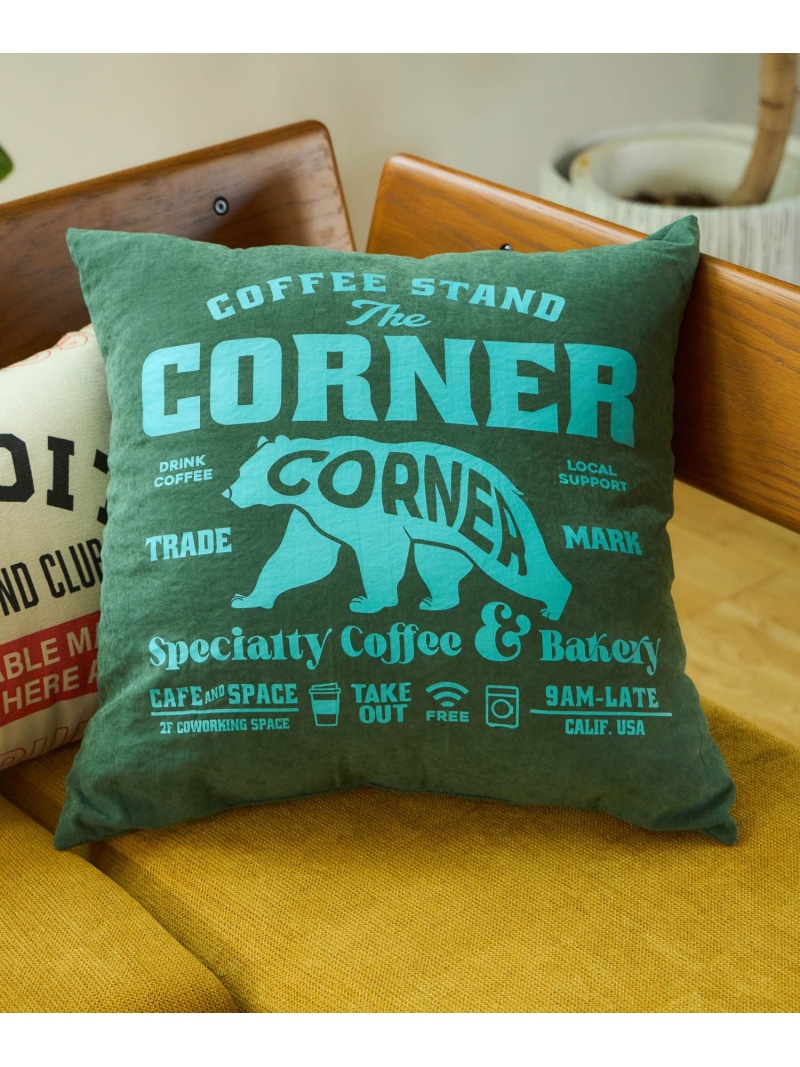 COFFEE STAND
The
CORNER
DRINK COFFEE
LOCAL SUPPORT
CORNER
TRADE MARK
Specialty Coffee & Bakery
CAFE AND SPACE
2F COWORKING SPACE
TAKE OUT
FREE
9AM-LATE
CALIF. USA
ND CLUB
ABLE MA
HERE A